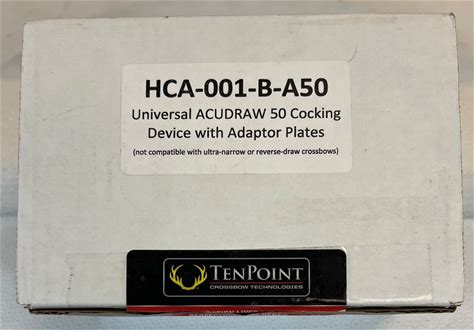 HCA-001-B-A50
Universal ACUDRAW 50 Cocking
Device with Adaptor Plates
(not compatible with ultra-narrow or reverse-draw crossbows)
TENPOINT
CROSSBOW TECHNOLOGIES